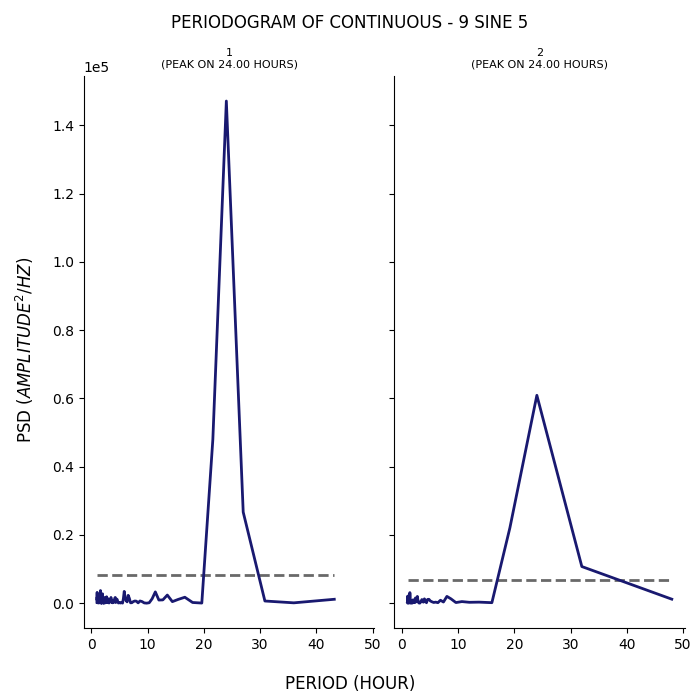 PERIODOGRAM OF CONTINUOUS - 9 SINE 5
1
(PEAK ON 24.00 HOURS)
2
(PEAK ON 24.00 HOURS)
1e5
1.4
1.2
1.0
0.8
0.6
0.4
0.2
0.0
PSD (AMPLITUDE²/HZ)
0 10 20 30 40 50
0 10 20 30 40 50
PERIOD (HOUR)